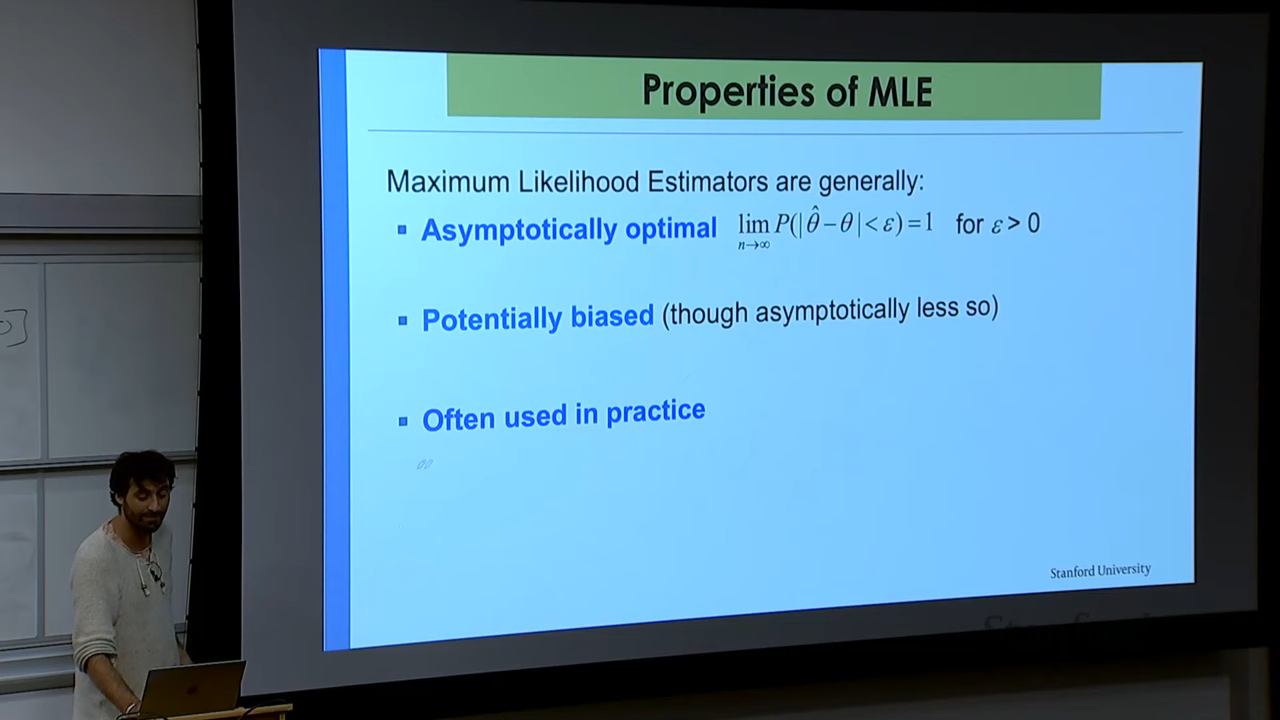 Properties of MLE
Maximum Likelihood Estimators are generally:
▪ Asymptotically optimal lim n→∞ P(|θ̂ − θ| < ε) = 1 for ε > 0
▪ Potentially biased (though asymptotically less so)
▪ Often used in practice
Stanford University